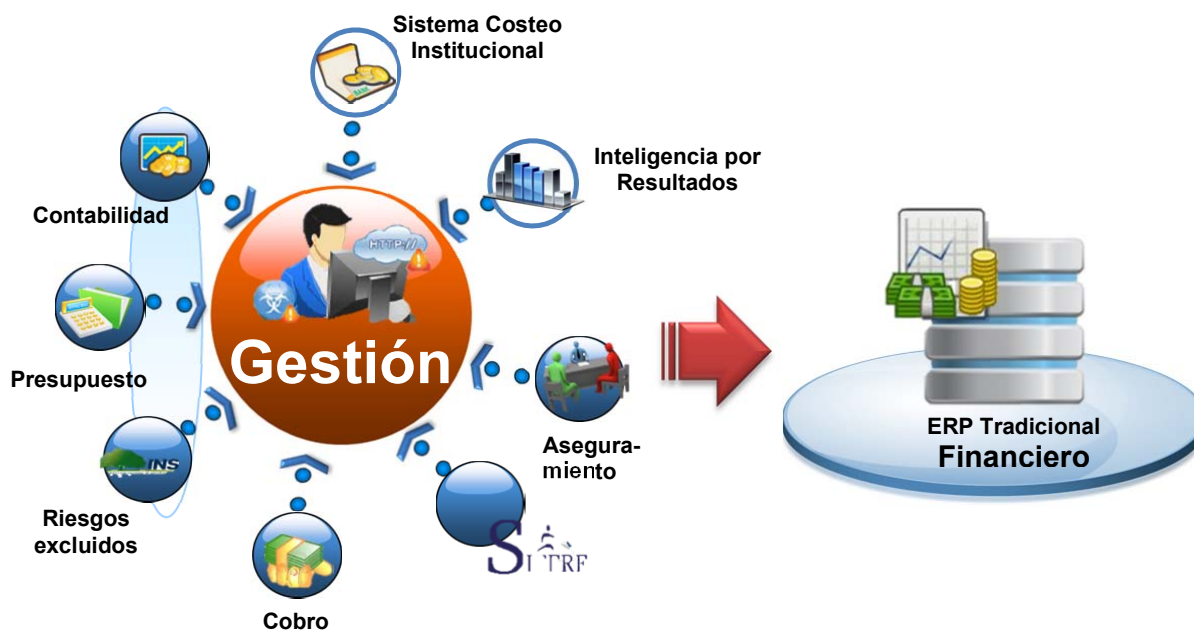 Sistema Costeo
Institucional
Inteligencia por
Resultados
Contabilidad
HTTP://
Gestión
Presupuesto
ERP Tradicional
Financiero
Asegura-
miento
INS
Riesgos
excluidos
Cobro